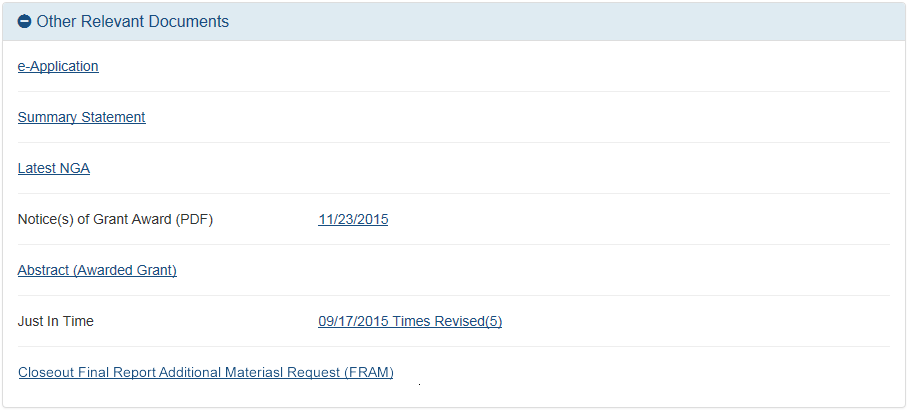 Other Relevant Documents
e-Application
Summary Statement
Latest NGA
Notice(s) of Grant Award (PDF) 11/23/2015
Abstract (Awarded Grant)
Just In Time 09/17/2015 Times Revised(5)
Closeout Final Report Additional Materiasl Request (FRAM)
.